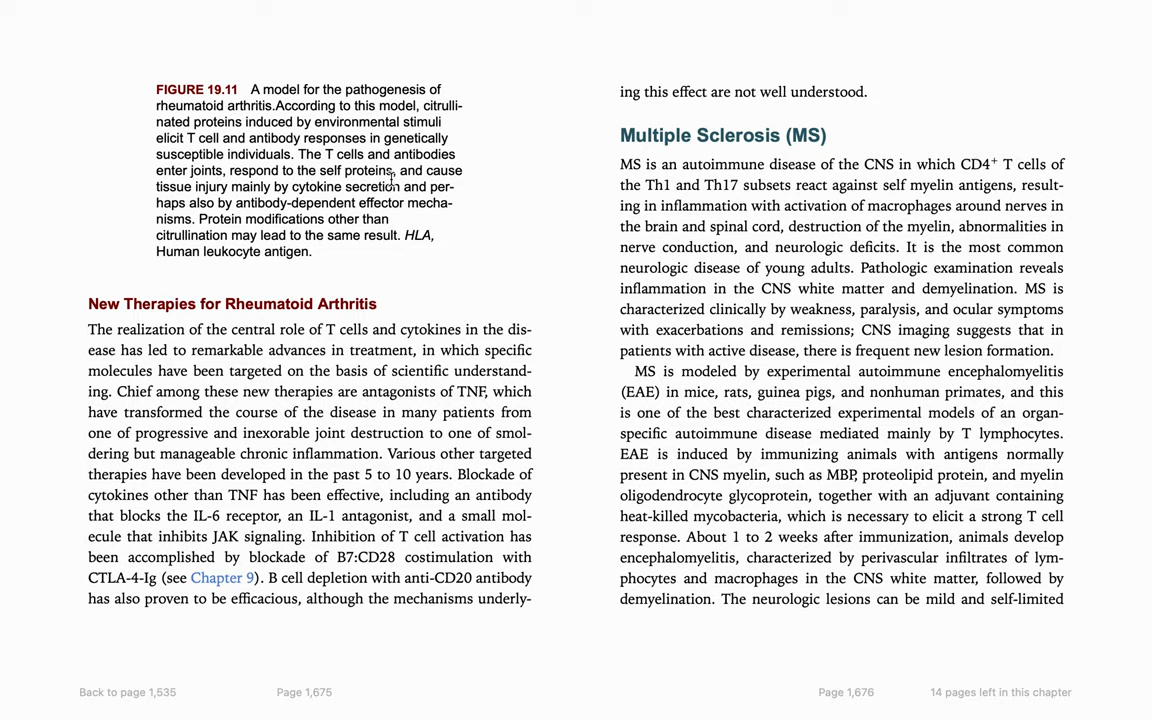 FIGURE 19.11 A model for the pathogenesis of
rheumatoid arthritis.According to this model, citrulli-
nated proteins induced by environmental stimuli
elicit T cell and antibody responses in genetically
susceptible individuals. The T cells and antibodies
enter joints, respond to the self proteins, and cause
tissue injury mainly by cytokine secretion and per-
haps also by antibody-dependent effector mecha-
nisms. Protein modifications other than
citrullination may lead to the same result. HLA,
Human leukocyte antigen.
New Therapies for Rheumatoid Arthritis
The realization of the central role of T cells and cytokines in the dis-
ease has led to remarkable advances in treatment, in which specific
molecules have been targeted on the basis of scientific understand-
ing. Chief among these new therapies are antagonists of TNF, which
have transformed the course of the disease in many patients from
one of progressive and inexorable joint destruction to one of smol-
dering but manageable chronic inflammation. Various other targeted
therapies have been developed in the past 5 to 10 years. Blockade of
cytokines other than TNF has been effective, including an antibody
that blocks the IL-6 receptor, an IL-1 antagonist, and a small mol-
ecule that inhibits JAK signaling. Inhibition of T cell activation has
been accomplished by blockade of B7:CD28 costimulation with
CTLA-4-Ig (see Chapter 9). B cell depletion with anti-CD20 antibody
has also proven to be efficacious, although the mechanisms underly-
ing this effect are not well understood.
Multiple Sclerosis (MS)
MS is an autoimmune disease of the CNS in which CD4⁺ T cells of
the Th1 and Th17 subsets react against self myelin antigens, result-
ing in inflammation with activation of macrophages around nerves in
the brain and spinal cord, destruction of the myelin, abnormalities in
nerve conduction, and neurologic deficits. It is the most common
neurologic disease of young adults. Pathologic examination reveals
inflammation in the CNS white matter and demyelination. MS is
characterized clinically by weakness, paralysis, and ocular symptoms
with exacerbations and remissions; CNS imaging suggests that in
patients with active disease, there is frequent new lesion formation.
MS is modeled by experimental autoimmune encephalomyelitis
(EAE) in mice, rats, guinea pigs, and nonhuman primates, and this
is one of the best characterized experimental models of an organ-
specific autoimmune disease mediated mainly by T lymphocytes.
EAE is induced by immunizing animals with antigens normally
present in CNS myelin, such as MBP, proteolipid protein, and myelin
oligodendrocyte glycoprotein, together with an adjuvant containing
heat-killed mycobacteria, which is necessary to elicit a strong T cell
response. About 1 to 2 weeks after immunization, animals develop
encephalomyelitis, characterized by perivascular infiltrates of lym-
phocytes and macrophages in the CNS white matter, followed by
demyelination. The neurologic lesions can be mild and self-limited
Back to page 1,535
Page 1,675
Page 1,676
14 pages left in this chapter